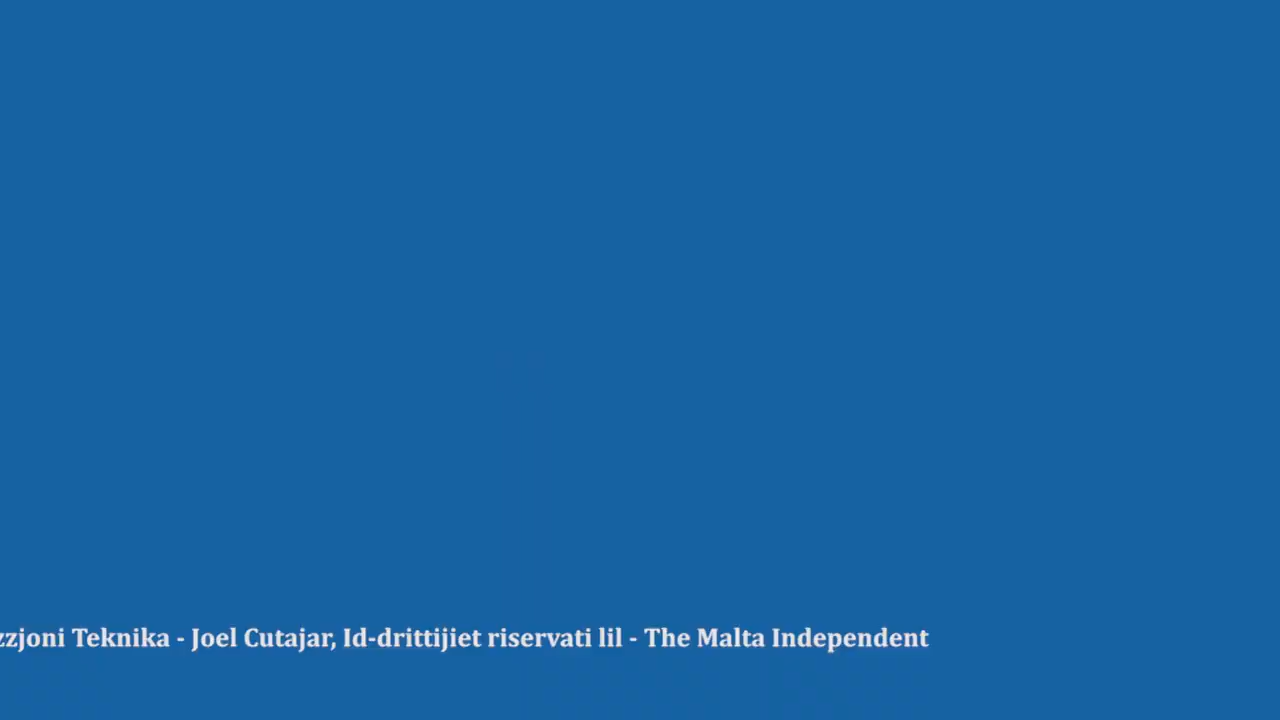 zzjoni Teknika - Joel Cutajar, Id-drittijiet riservati lil - The Malta Independent